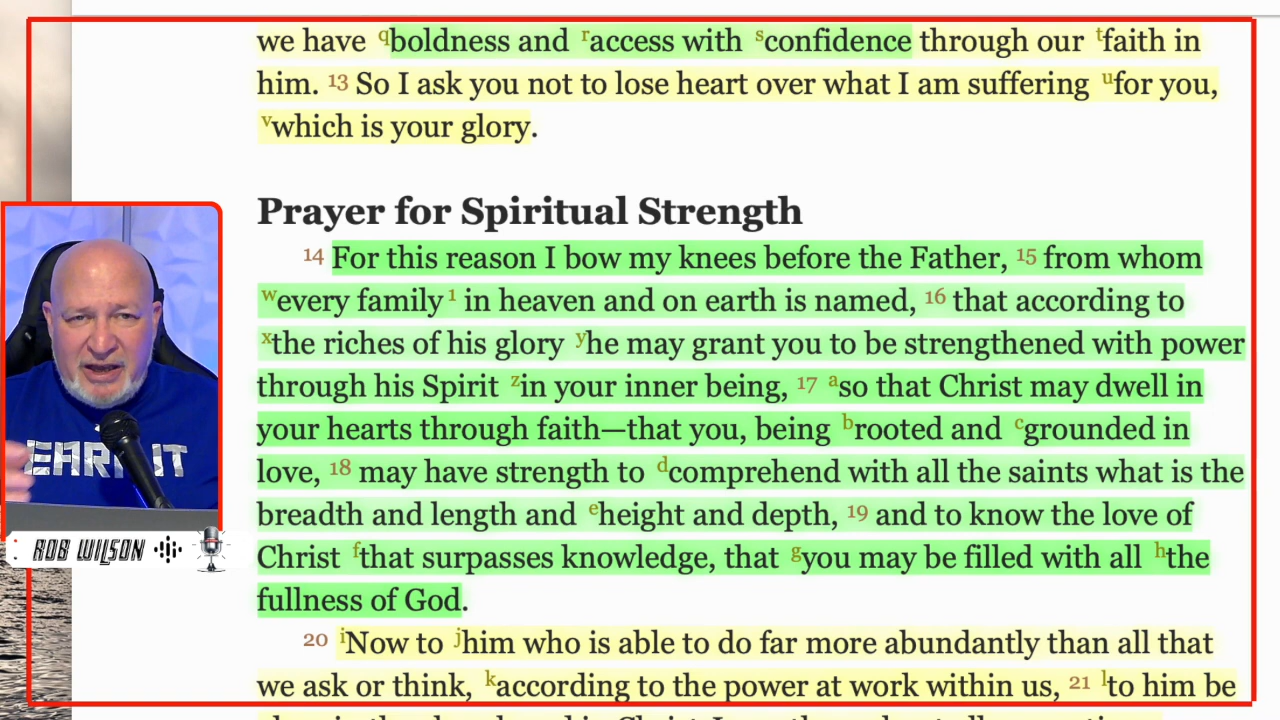 we have qboldness and raccess with sconfidence through our tfaith in
him. 13 So I ask you not to lose heart over what I am suffering ufor you,
vwhich is your glory.
Prayer for Spiritual Strength
14 For this reason I bow my knees before the Father, 15 from whom
wevery family1 in heaven and on earth is named, 16 that according to
xthe riches of his glory yhe may grant you to be strengthened with power
through his Spirit zin your inner being, 17 aso that Christ may dwell in
your hearts through faith—that you, being brooted and cgrounded in
love, 18 may have strength to dcomprehend with all the saints what is the
breadth and length and eheight and depth, 19 and to know the love of
Christ fthat surpasses knowledge, that gyou may be filled with all hthe
fullness of God.
20 iNow to jhim who is able to do far more abundantly than all that
we ask or think, kaccording to the power at work within us, 21 lto him be
ROB WILSON